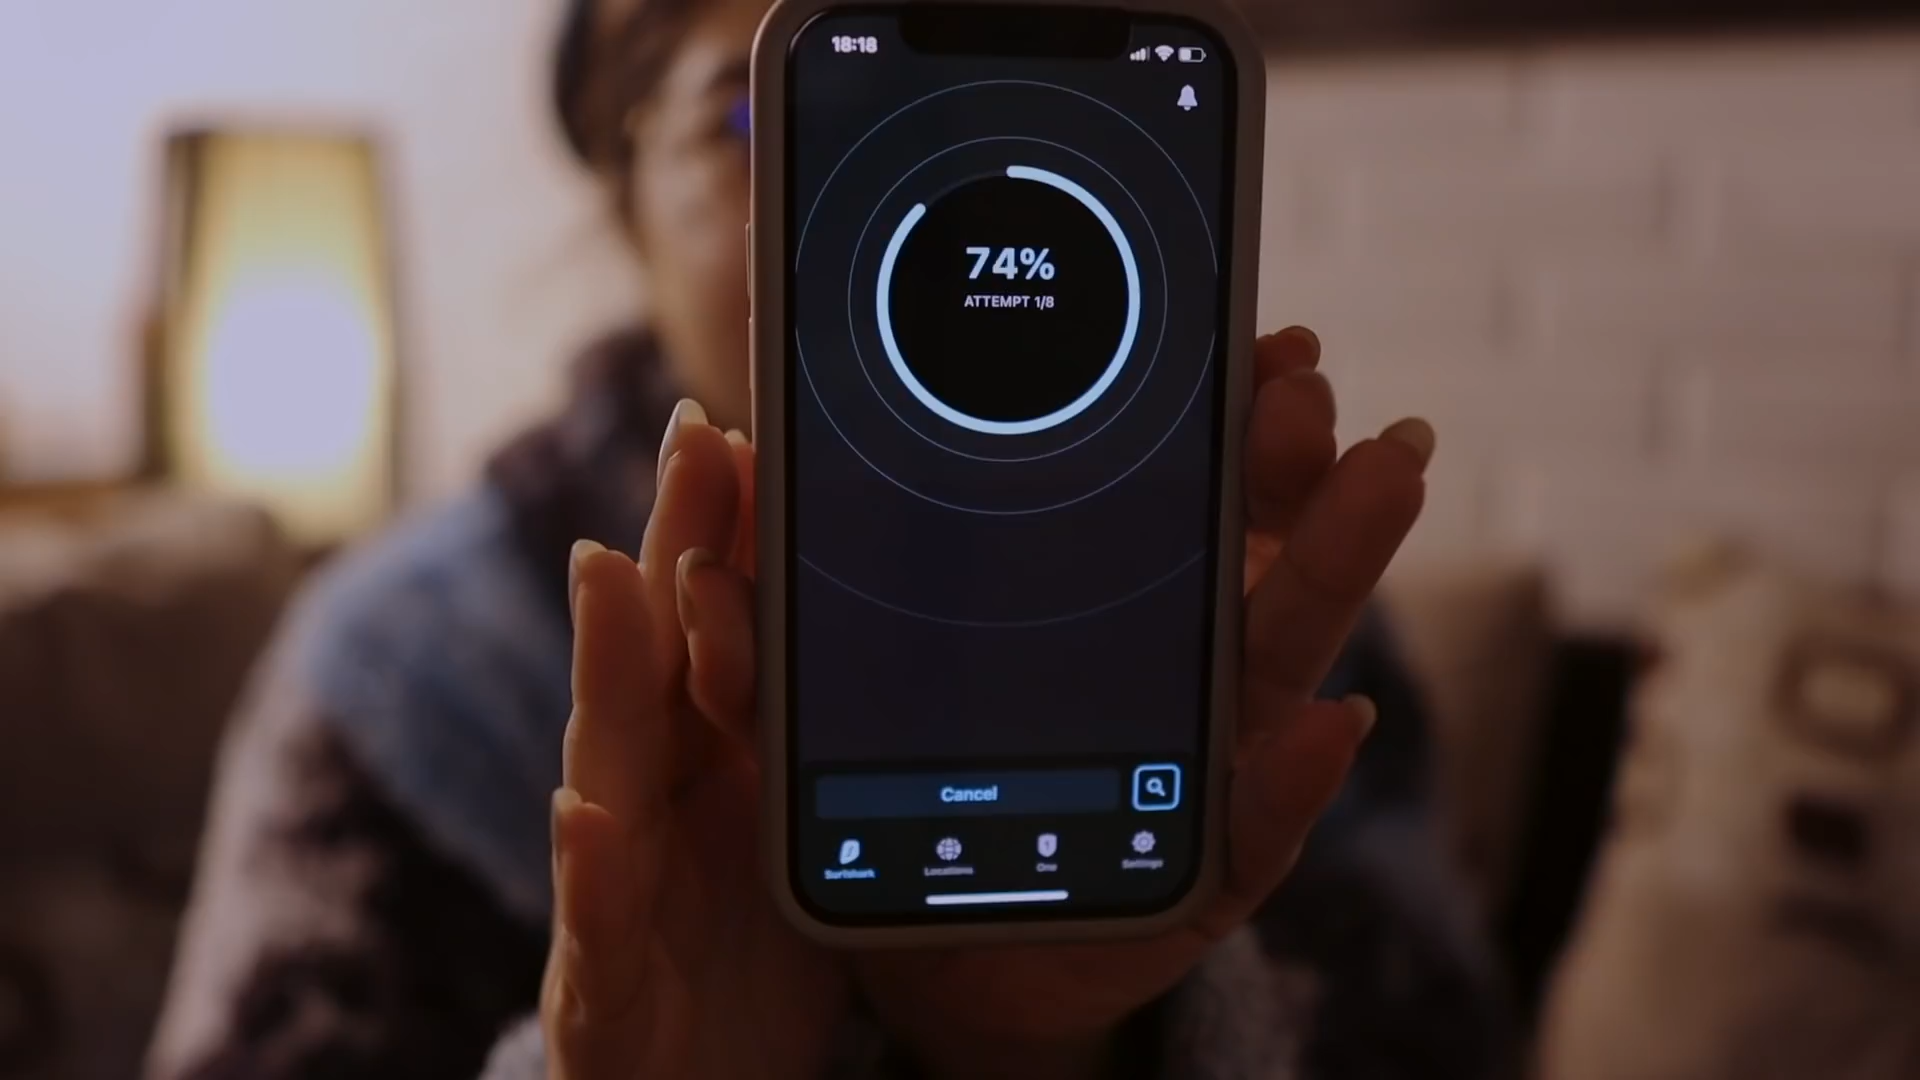 18:18
74%
ATTEMPT 1/8
Cancel
Surfshark
Locations
One
Settings